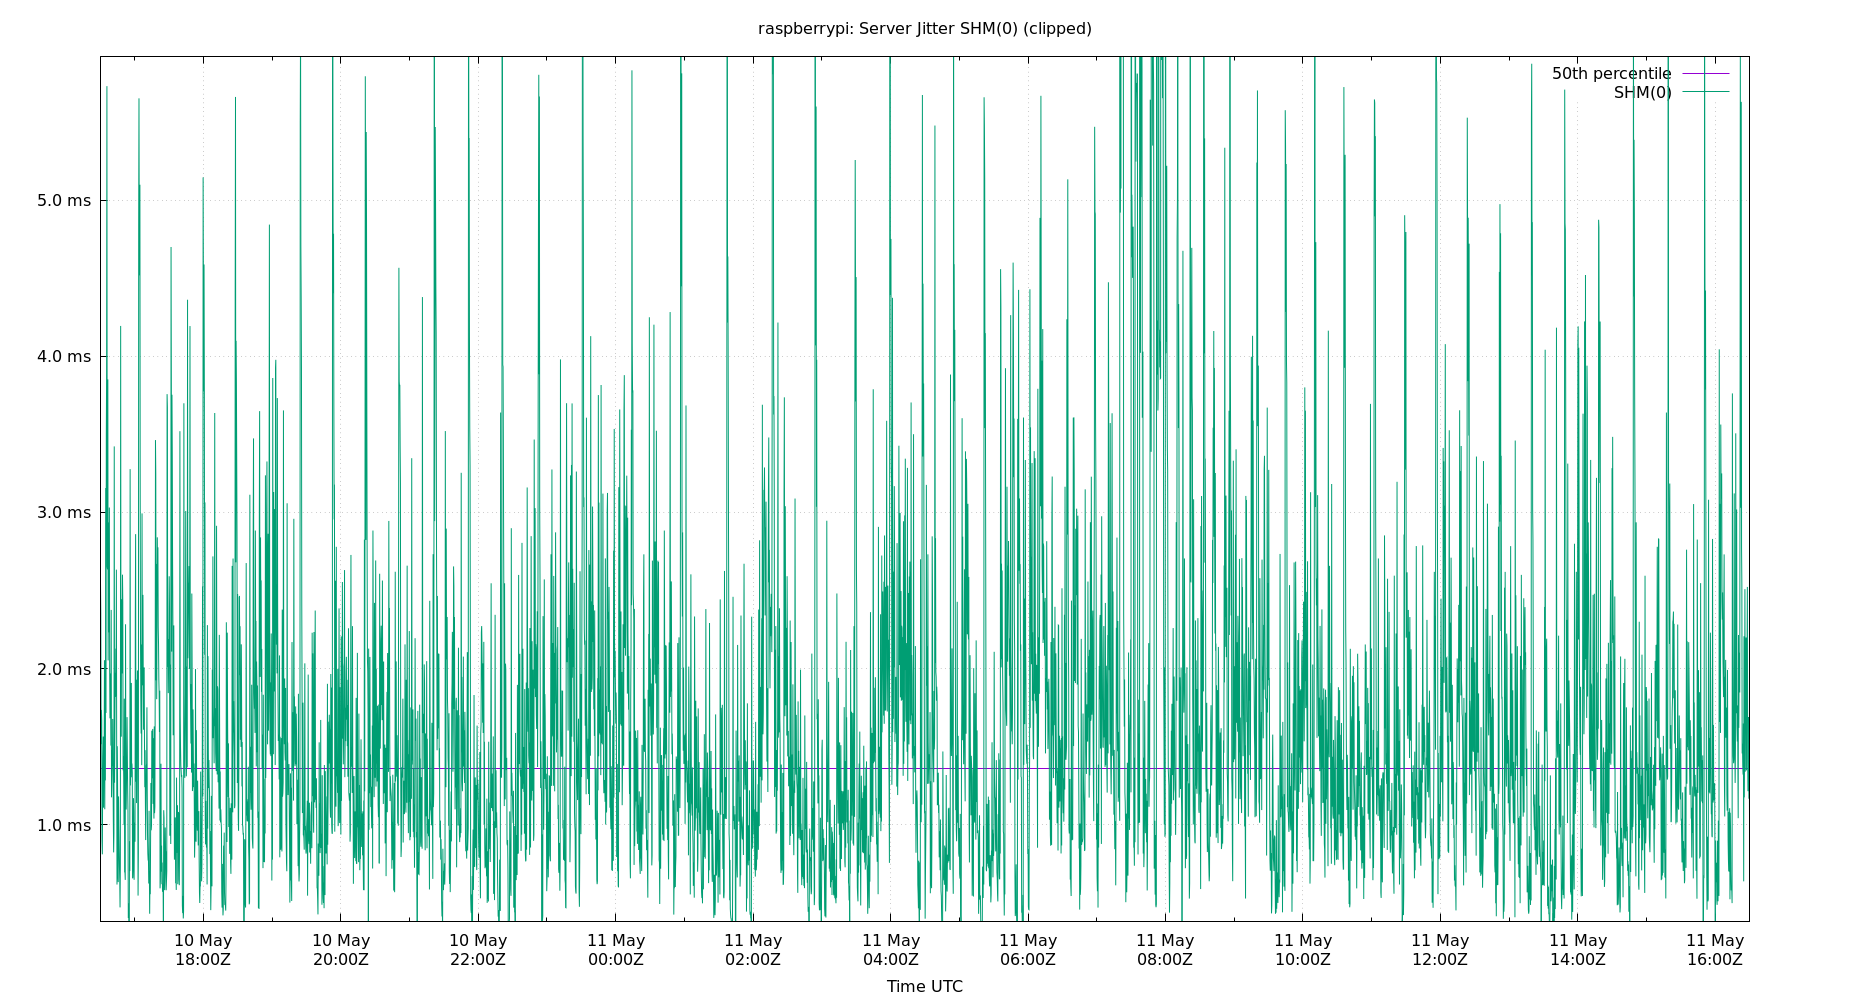 raspberrypi: Server Jitter SHM(0) (clipped)
50th percentile
SHM(0)
5.0 ms
4.0 ms
3.0 ms
2.0 ms
1.0 ms
10 May 10 May 10 May 11 May 11 May 11 May 11 May 11 May 11 May 11 May 11 May 11 May
18:00Z 20:00Z 22:00Z 00:00Z 02:00Z 04:00Z 06:00Z 08:00Z 10:00Z 12:00Z 14:00Z 16:00Z
Time UTC